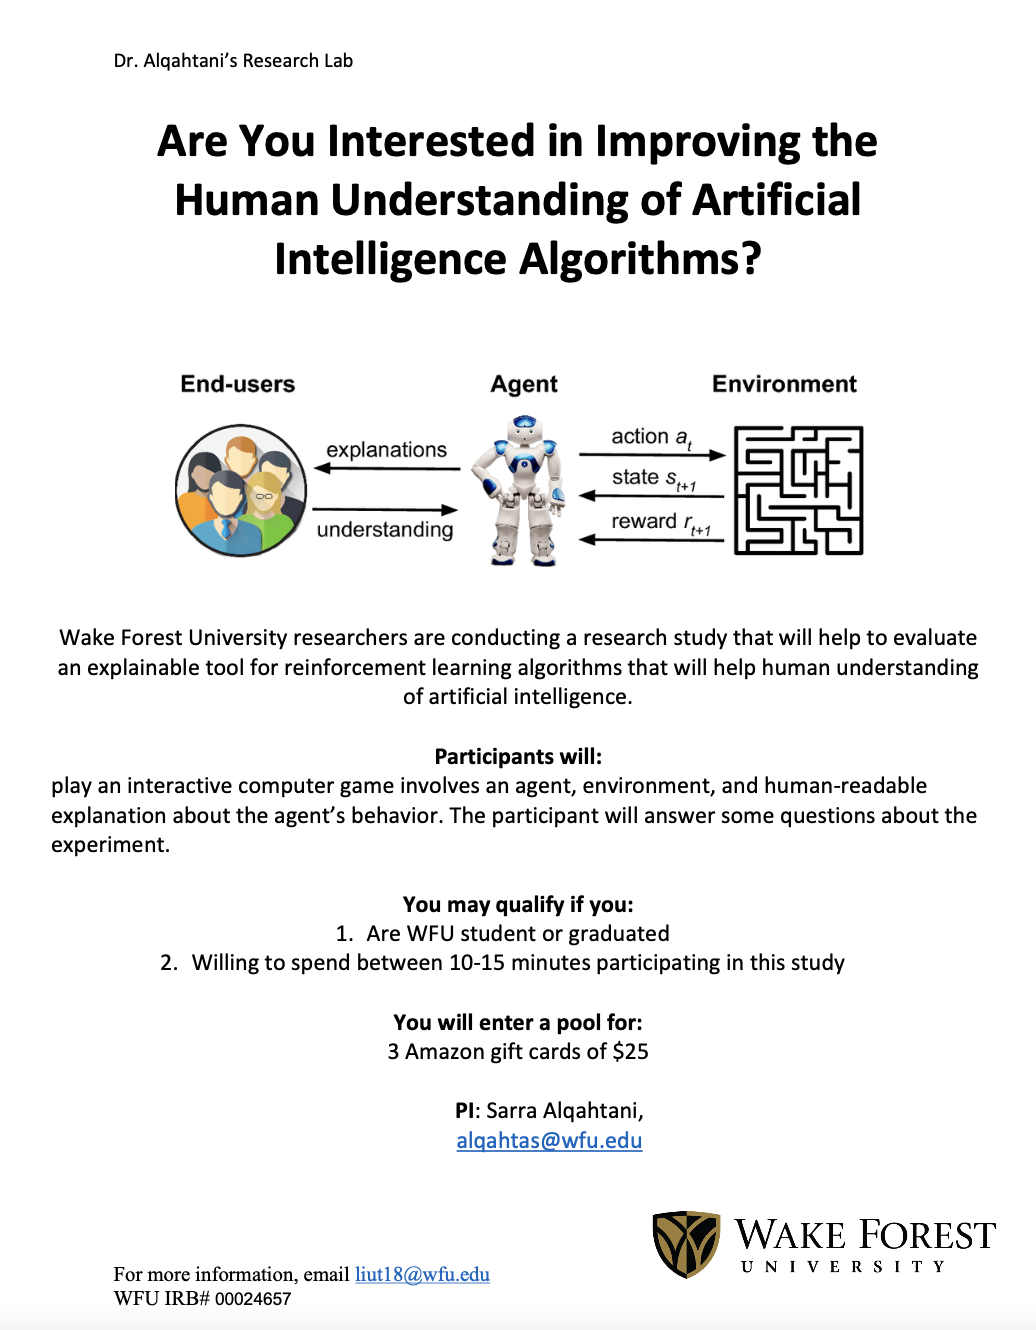 Dr. Alqahtani’s Research Lab
Are You Interested in Improving the
Human Understanding of Artificial
Intelligence Algorithms?
End-users
Agent
Environment
explanations
understanding
action a_t
state s_t+1
reward r_t+1
Wake Forest University researchers are conducting a research study that will help to evaluate
an explainable tool for reinforcement learning algorithms that will help human understanding
of artificial intelligence.
Participants will:
play an interactive computer game involves an agent, environment, and human-readable
explanation about the agent’s behavior. The participant will answer some questions about the
experiment.
You may qualify if you:
1. Are WFU student or graduated
2. Willing to spend between 10-15 minutes participating in this study
You will enter a pool for:
3 Amazon gift cards of $25
PI: Sarra Alqahtani,
alqahtas@wfu.edu
WAKE FOREST
UNIVERSITY
For more information, email liut18@wfu.edu
WFU IRB# 00024657